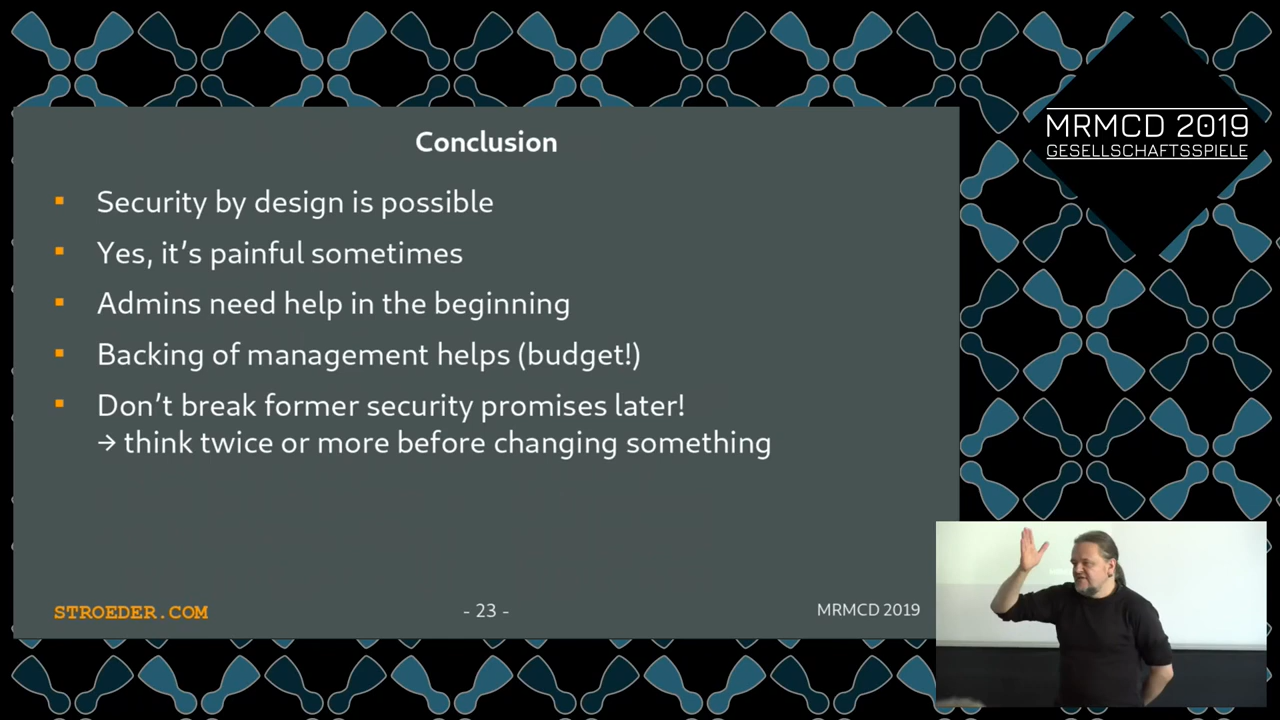 MRMCD 2019
GESELLSCHAFTSSPIELE
Conclusion
Security by design is possible
Yes, it’s painful sometimes
Admins need help in the beginning
Backing of management helps (budget!)
Don’t break former security promises later!
→ think twice or more before changing something
STROEDER.COM
- 23 -
MRMCD 2019